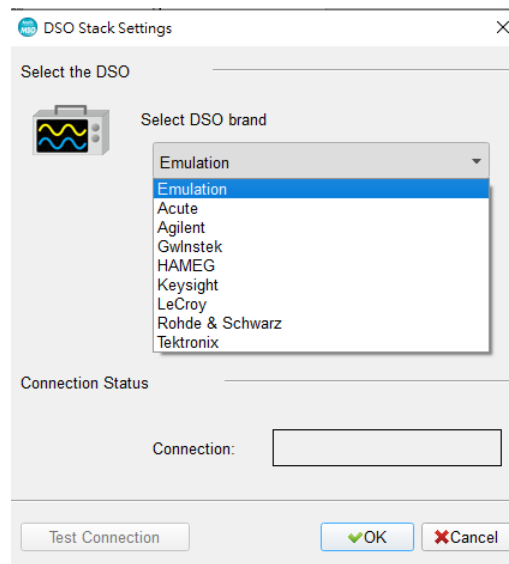 DSO Stack Settings
Select the DSO
Select DSO brand
Emulation
Emulation
Acute
Agilent
GwInstek
HAMEG
Keysight
LeCroy
Rohde & Schwarz
Tektronix
Connection Status
Connection:
Test Connection
OK
Cancel